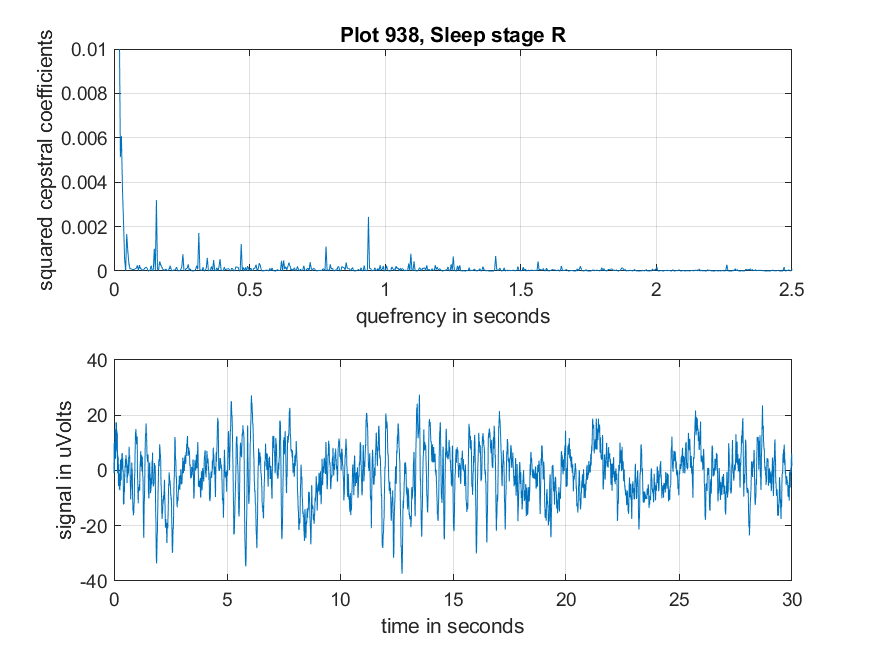 Plot 938, Sleep stage R
squared cepstral coefficients
0.01
0.008
0.006
0.004
0.002
0
0 0.5 1 1.5 2 2.5
quefrency in seconds
signal in uVolts
40
20
0
-20
-40
0 5 10 15 20 25 30
time in seconds